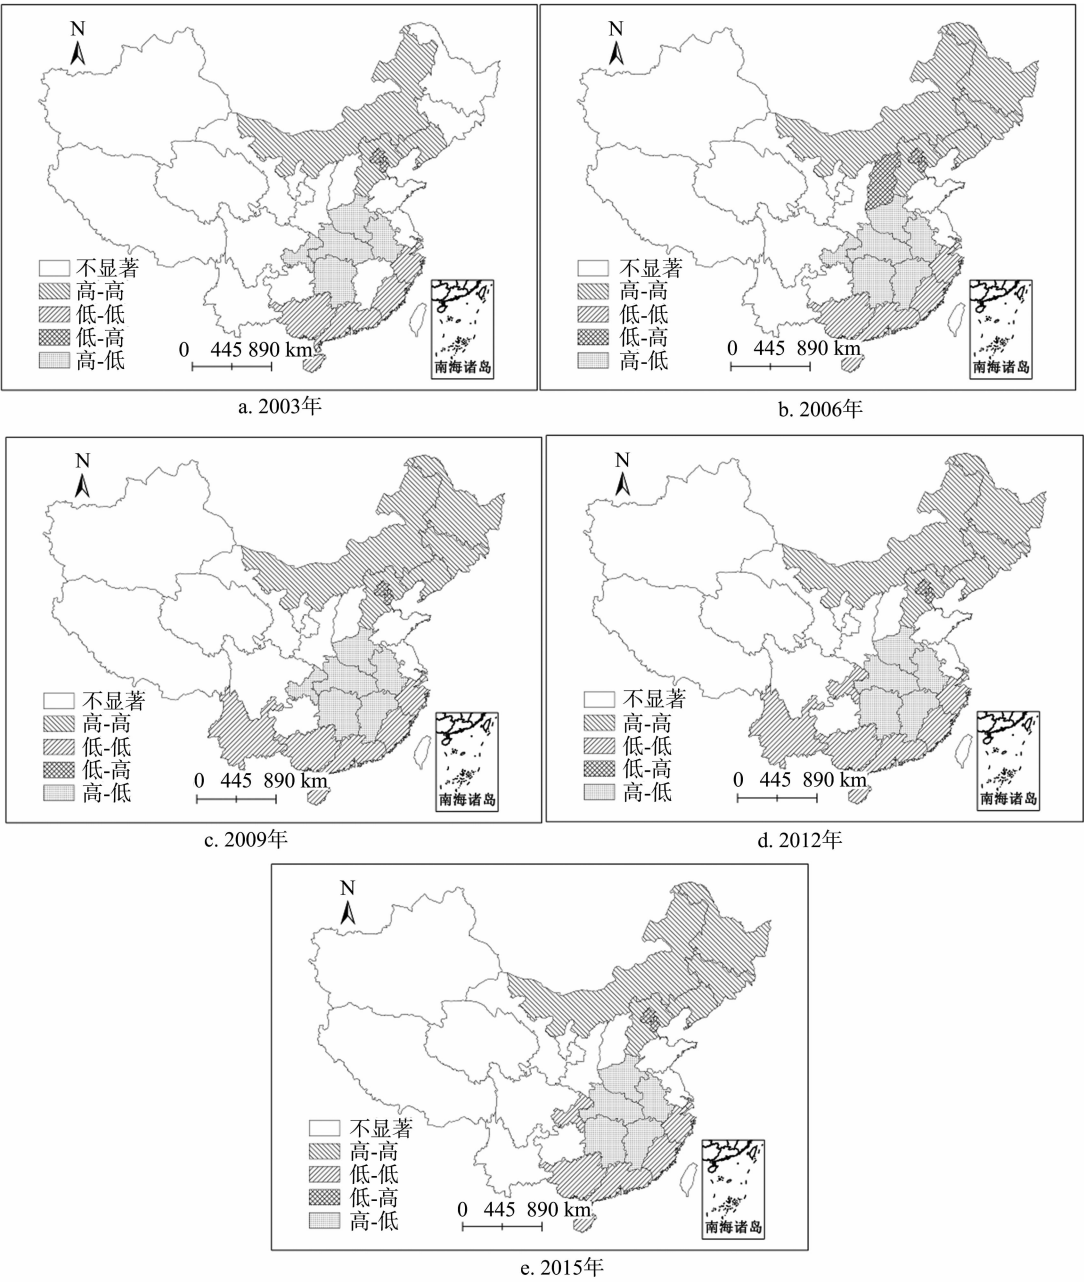 N
不显著
高-高
低-低
低-高
高-低
0 445 890 km
南海诸岛
a. 2003年
N
不显著
高-高
低-低
低-高
高-低
0 445 890 km
南海诸岛
b. 2006年
N
不显著
高-高
低-低
低-高
高-低
0 445 890 km
南海诸岛
c. 2009年
N
不显著
高-高
低-低
低-高
高-低
0 445 890 km
南海诸岛
d. 2012年
N
不显著
高-高
低-低
低-高
高-低
0 445 890 km
南海诸岛
e. 2015年